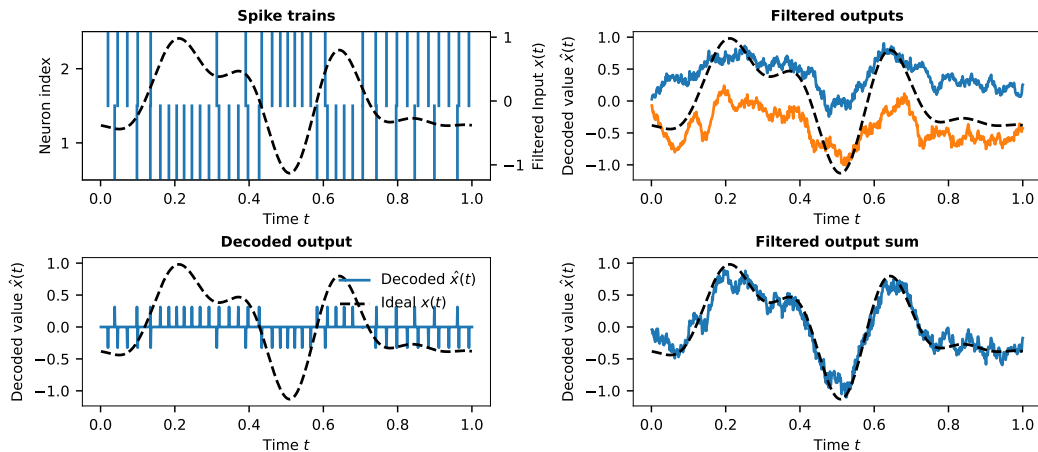 Spike trains
2
1
Neuron index
1
0
−1
Filtered Input x(t)
0.0 0.2 0.4 0.6 0.8 1.0
Time t
Filtered outputs
1.0
0.5
0.0
−0.5
−1.0
Decoded value x̂(t)
0.0 0.2 0.4 0.6 0.8 1.0
Time t
Decoded output
1.0
0.5
0.0
−0.5
−1.0
Decoded value x̂(t)
Decoded x̂(t)
Ideal x(t)
0.0 0.2 0.4 0.6 0.8 1.0
Time t
Filtered output sum
1.0
0.5
0.0
−0.5
−1.0
Decoded value x̂(t)
0.0 0.2 0.4 0.6 0.8 1.0
Time t